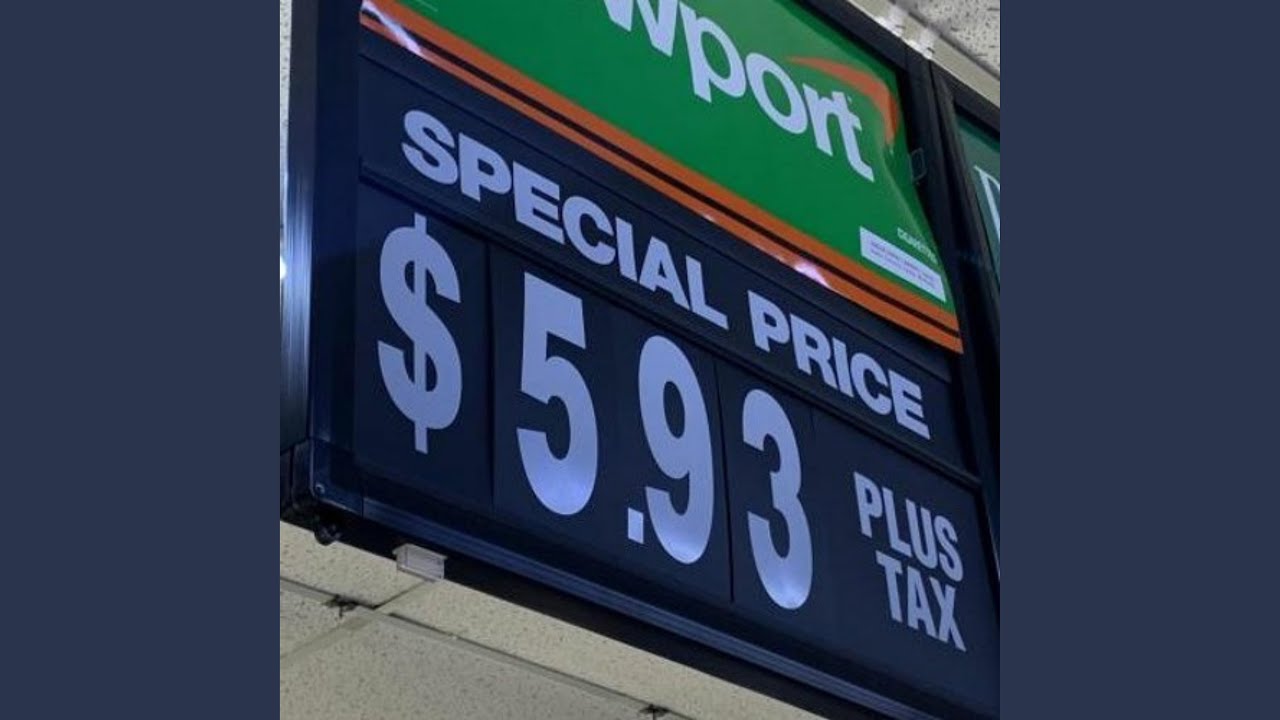 wport
SPECIAL PRICE
$5.93
PLUS
TAX